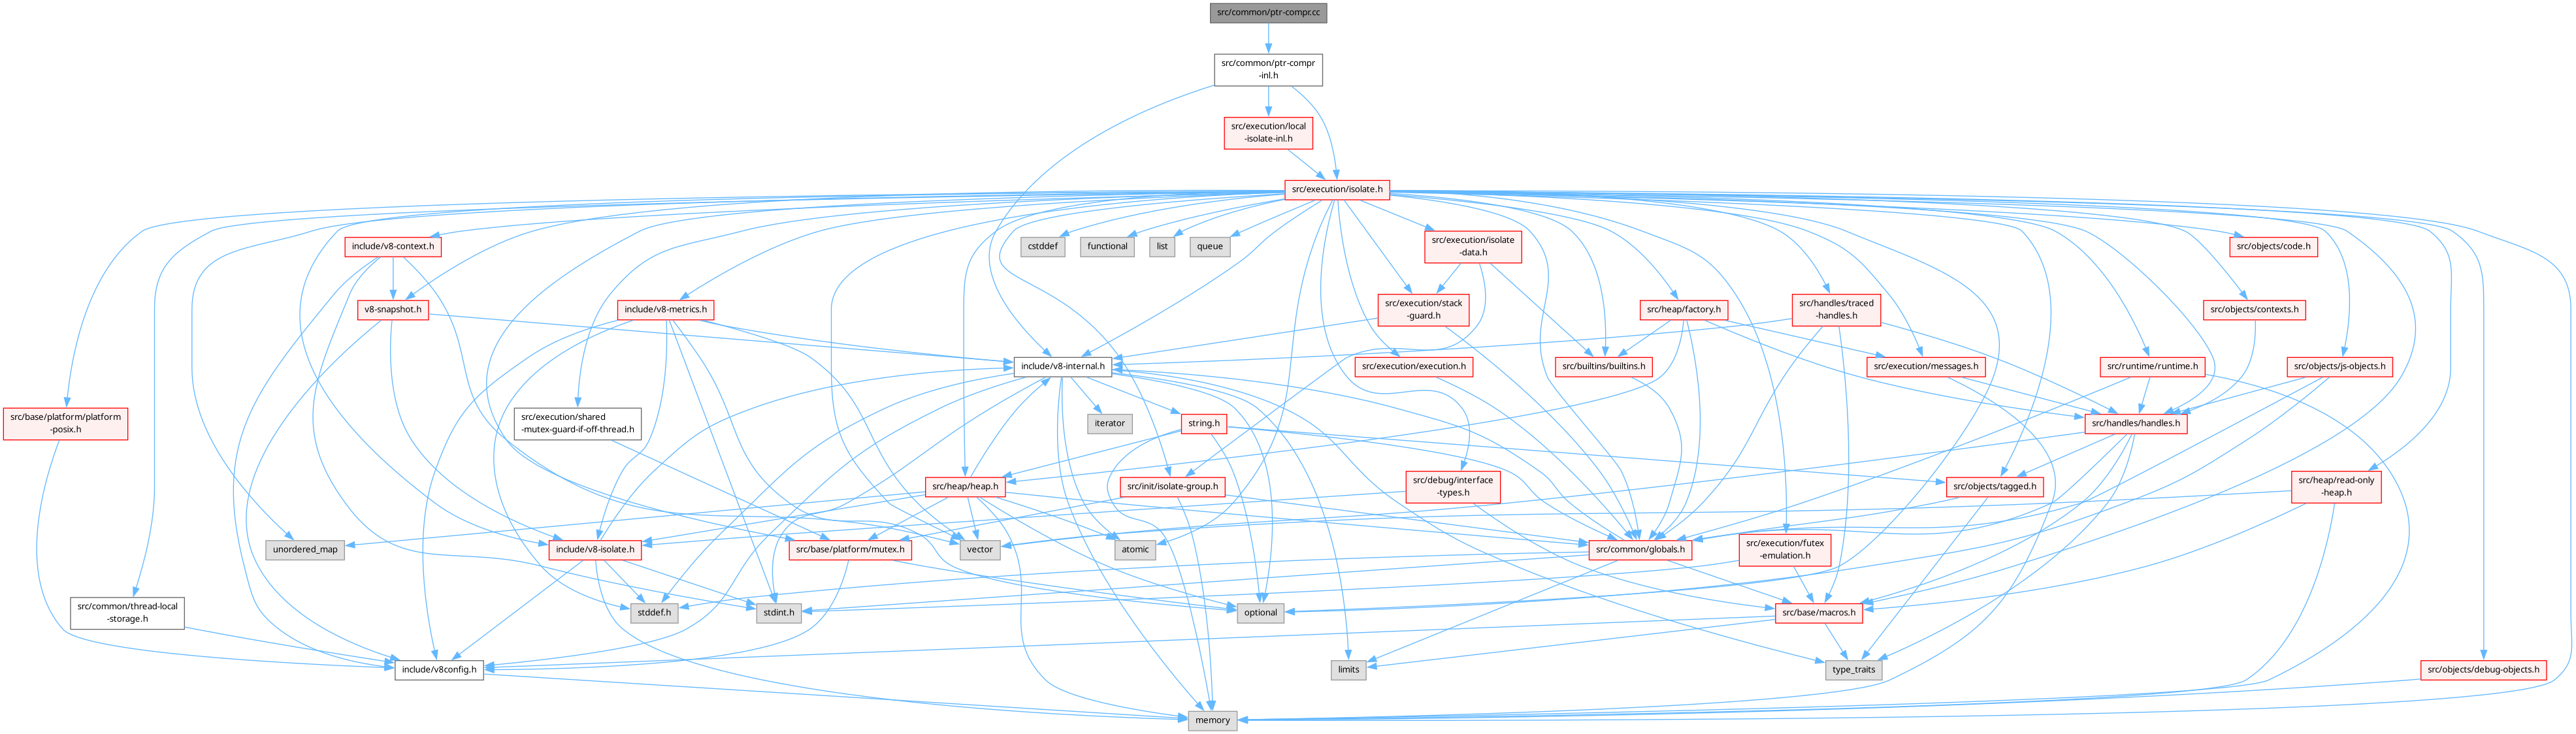 src/common/ptr-compr.cc
src/common/ptr-compr
-inl.h
src/execution/local
-isolate-inl.h
src/execution/isolate.h
include/v8-context.h
cstddef
functional
list
queue
src/execution/isolate
-data.h
src/objects/code.h
v8-snapshot.h
include/v8-metrics.h
src/execution/stack
-guard.h
src/heap/factory.h
src/handles/traced
-handles.h
src/objects/contexts.h
include/v8-internal.h
src/execution/execution.h
src/builtins/builtins.h
src/execution/messages.h
src/runtime/runtime.h
src/objects/js-objects.h
src/base/platform/platform
-posix.h
src/execution/shared
-mutex-guard-if-off-thread.h
iterator
string.h
src/handles/handles.h
src/heap/heap.h
src/init/isolate-group.h
src/debug/interface
-types.h
src/objects/tagged.h
src/heap/read-only
-heap.h
unordered_map
include/v8-isolate.h
src/base/platform/mutex.h
vector
atomic
src/common/globals.h
src/execution/futex
-emulation.h
src/common/thread-local
-storage.h
stddef.h
stdint.h
optional
src/base/macros.h
include/v8config.h
limits
type_traits
src/objects/debug-objects.h
memory